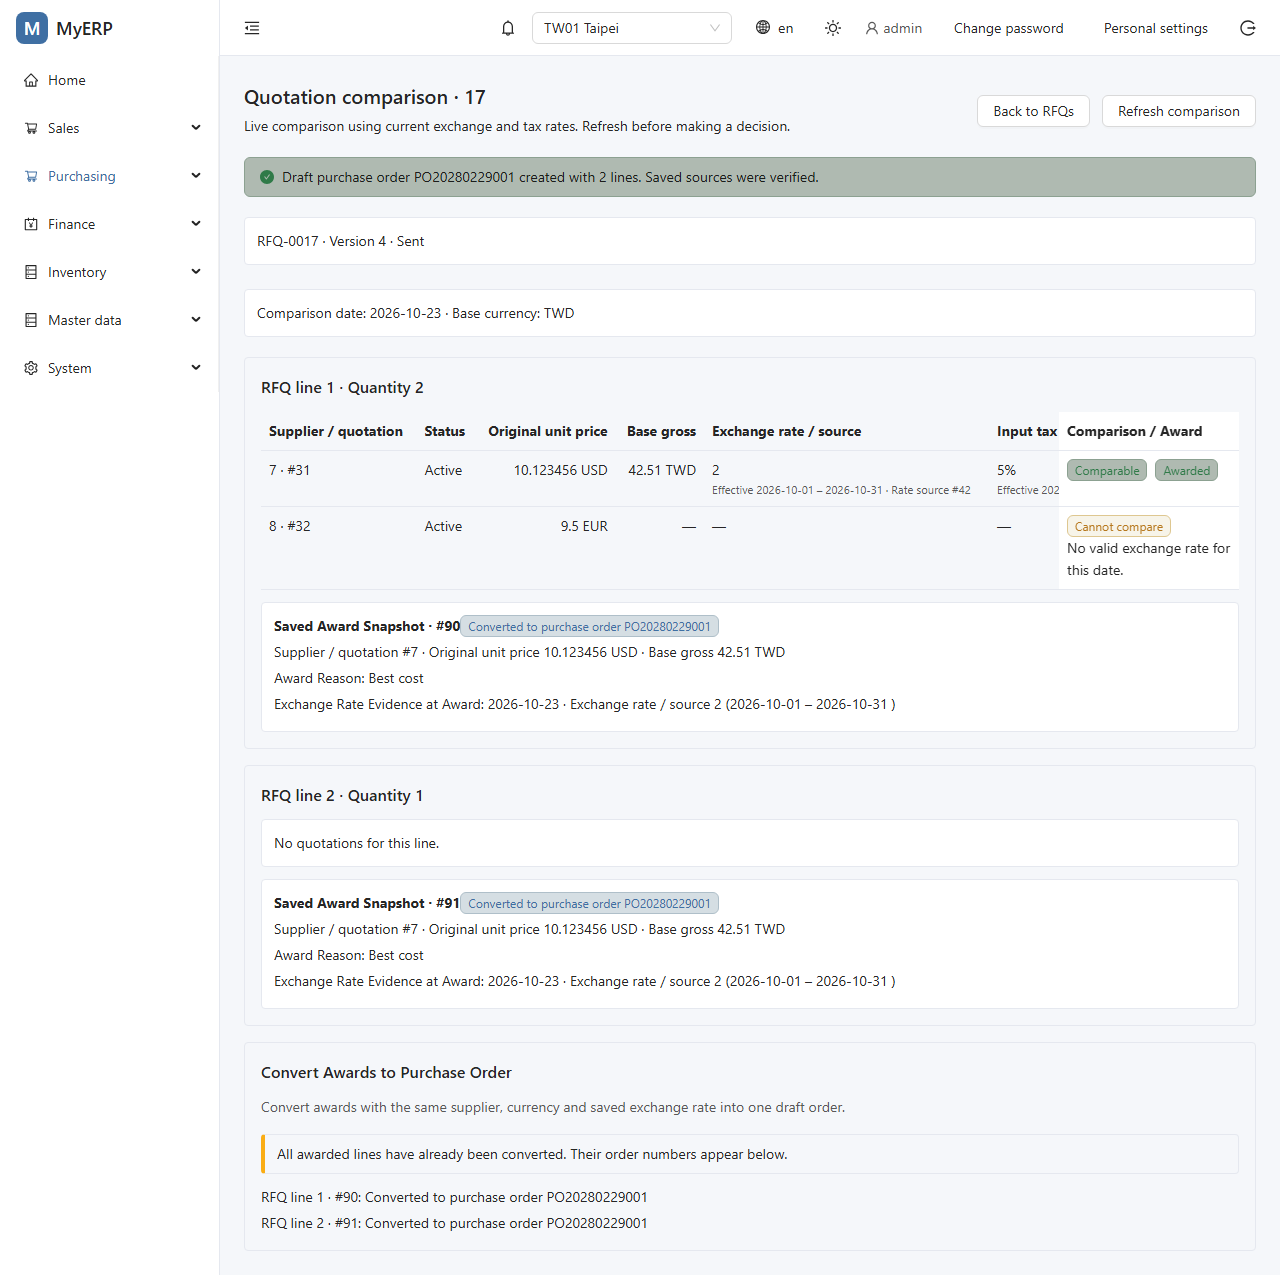 M MyERP
TW01 Taipei
en
admin
Change password
Personal settings
Home
Sales
Purchasing
Finance
Inventory
Master data
System
Quotation comparison · 17
Live comparison using current exchange and tax rates. Refresh before making a decision.
Back to RFQs
Refresh comparison
Draft purchase order PO20280229001 created with 2 lines. Saved sources were verified.
RFQ-0017 · Version 4 · Sent
Comparison date: 2026-10-23 · Base currency: TWD
RFQ line 1 · Quantity 2
Supplier / quotation Status Original unit price Base gross Exchange rate / source Input tax Comparison / Award
7 · #31 Active 10.123456 USD 42.51 TWD 2 5% Comparable Awarded
Effective 2026-10-01 – 2026-10-31 · Rate source #42 Effective 202
8 · #32 Active 9.5 EUR — — — Cannot compare
No valid exchange rate for
this date.
Saved Award Snapshot · #90 Converted to purchase order PO20280229001
Supplier / quotation #7 · Original unit price 10.123456 USD · Base gross 42.51 TWD
Award Reason: Best cost
Exchange Rate Evidence at Award: 2026-10-23 · Exchange rate / source 2 (2026-10-01 – 2026-10-31 )
RFQ line 2 · Quantity 1
No quotations for this line.
Saved Award Snapshot · #91 Converted to purchase order PO20280229001
Supplier / quotation #7 · Original unit price 10.123456 USD · Base gross 42.51 TWD
Award Reason: Best cost
Exchange Rate Evidence at Award: 2026-10-23 · Exchange rate / source 2 (2026-10-01 – 2026-10-31 )
Convert Awards to Purchase Order
Convert awards with the same supplier, currency and saved exchange rate into one draft order.
All awarded lines have already been converted. Their order numbers appear below.
RFQ line 1 · #90: Converted to purchase order PO20280229001
RFQ line 2 · #91: Converted to purchase order PO20280229001